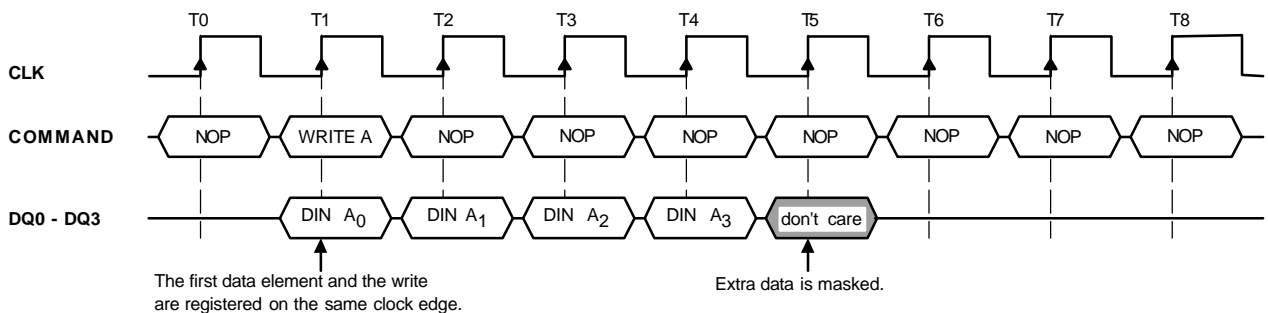 T0 T1 T2 T3 T4 T5 T6 T7 T8
CLK
COMMAND NOP WRITE A NOP NOP NOP NOP NOP NOP NOP
DQ0 - DQ3 DIN A0 DIN A1 DIN A2 DIN A3 don't care
The first data element and the write
are registered on the same clock edge.
Extra data is masked.